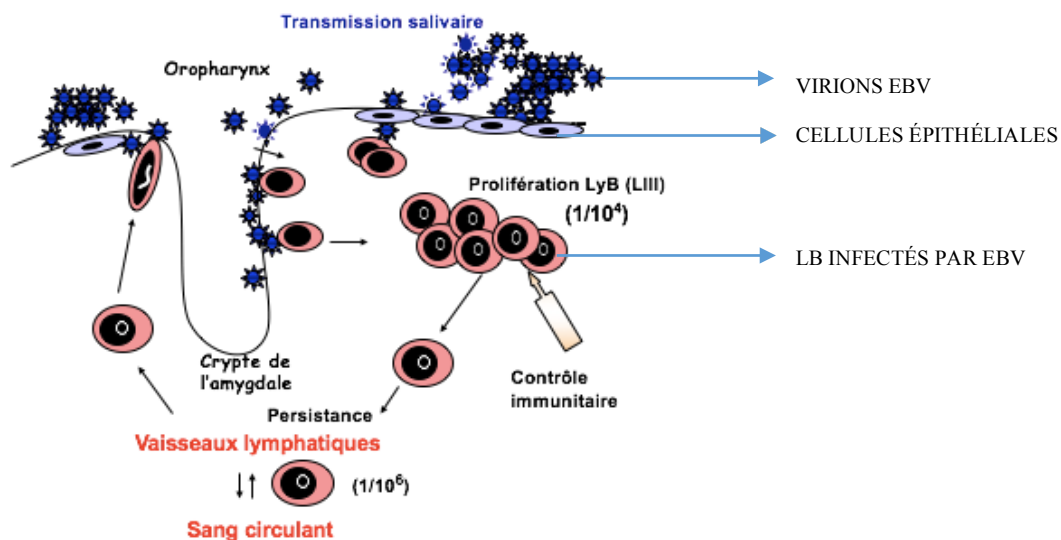 Transmission salivaire
Oropharynx
VIRIONS EBV
CELLULES ÉPITHÉLIALES
Prolifération LyB (LIII)
(1/10⁴)
LB INFECTÉS PAR EBV
Crypte de
l'amygdale
Contrôle
immunitaire
Persistance
Vaisseaux lymphatiques
(1/10⁶)
Sang circulant